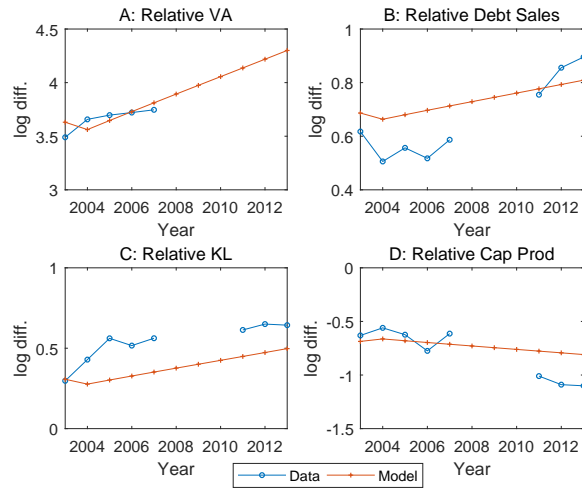 A: Relative VA
4.5
4
3.5
3
log diff.
2004 2006 2008 2010 2012
Year
B: Relative Debt Sales
1
0.8
0.6
0.4
log diff.
2004 2006 2008 2010 2012
Year
C: Relative KL
1
0.5
0
log diff.
2004 2006 2008 2010 2012
Year
D: Relative Cap Prod
0
-0.5
-1
-1.5
log diff.
2004 2006 2008 2010 2012
Year
Data Model